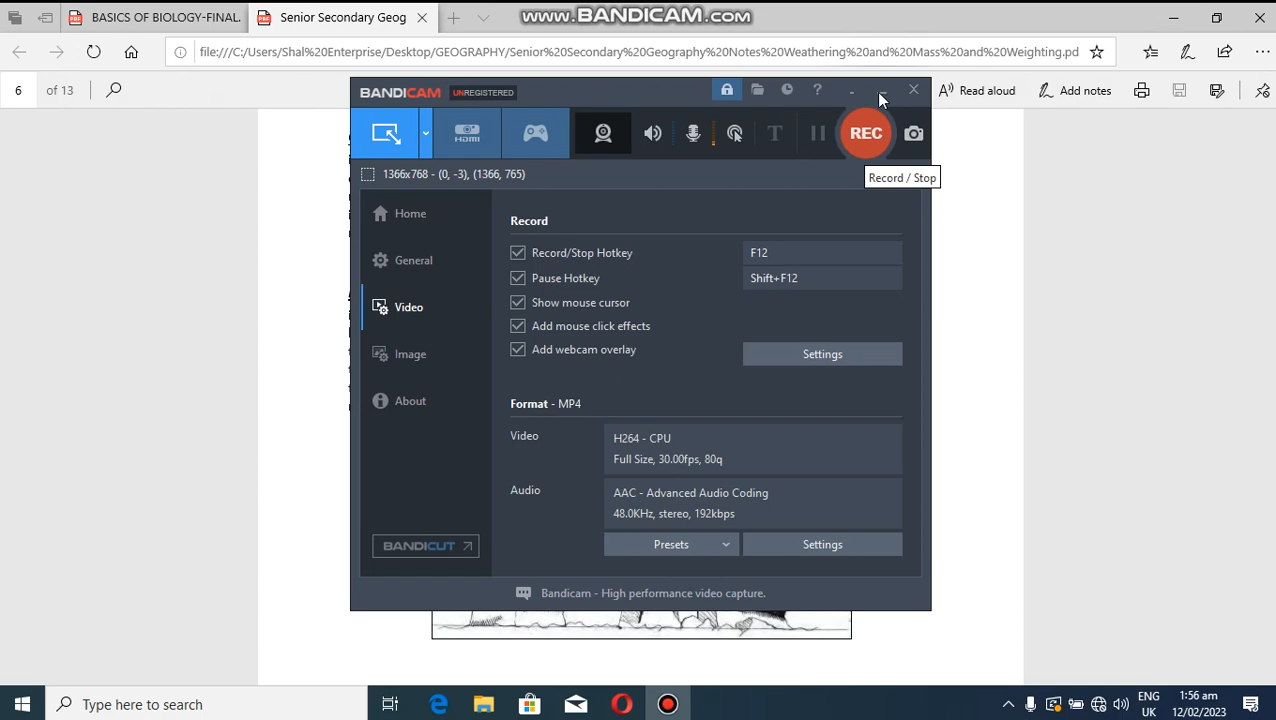 BASICS OF BIOLOGY-FINAL.
Senior Secondary Geog
www.BANDICAM.com
file:///C:/Users/Shal%20Enterprise/Desktop/GEOGRAPHY/Senior%20Secondary%20Geography%20Notes%20Weathering%20and%20Mass%20and%20Weighting.pd
6 of 13
Read aloud
Add notes
BANDICAM UNREGISTERED
HDMI
REC
Record / Stop
1366x768 - (0, -3), (1366, 765)
Home
General
Video
Image
About
BANDICUT
Record
Record/Stop Hotkey F12
Pause Hotkey Shift+F12
Show mouse cursor
Add mouse click effects
Add webcam overlay
Settings
Format - MP4
Video
H264 - CPU
Full Size, 30.00fps, 80q
Audio
AAC - Advanced Audio Coding
48.0KHz, stereo, 192kbps
Presets
Settings
Bandicam - High performance video capture.
Type here to search
ENG
UK
1:56 am
12/02/2023